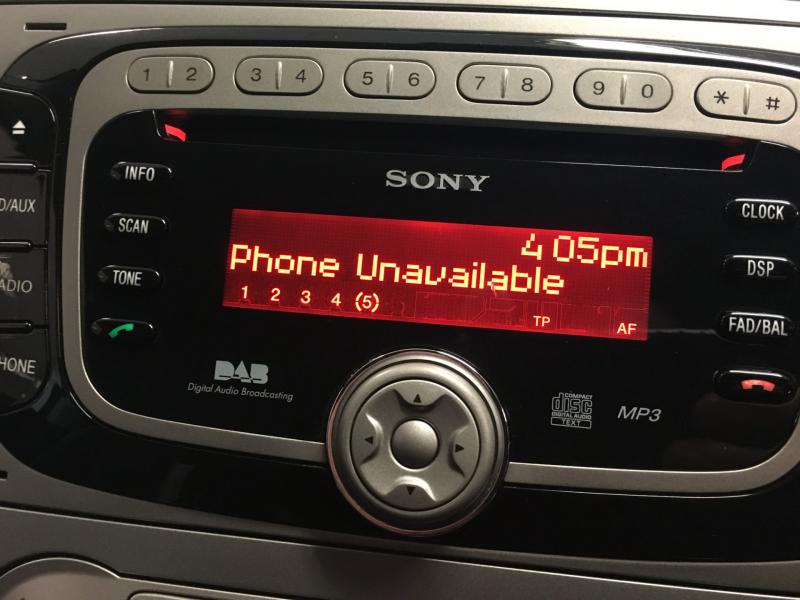 1 2 3 4 5 6 7 8 9 0 * #
INFO
SONY
D/AUX
CLOCK
SCAN
4 05pm
Phone Unavailable
DSP
TONE
1 2 3 4 (5)
TP AF
FAD/BAL
HONE
DAB
Digital Audio Broadcasting
COMPACT
disc
DIGITAL AUDIO
TEXT
MP3
ADIO